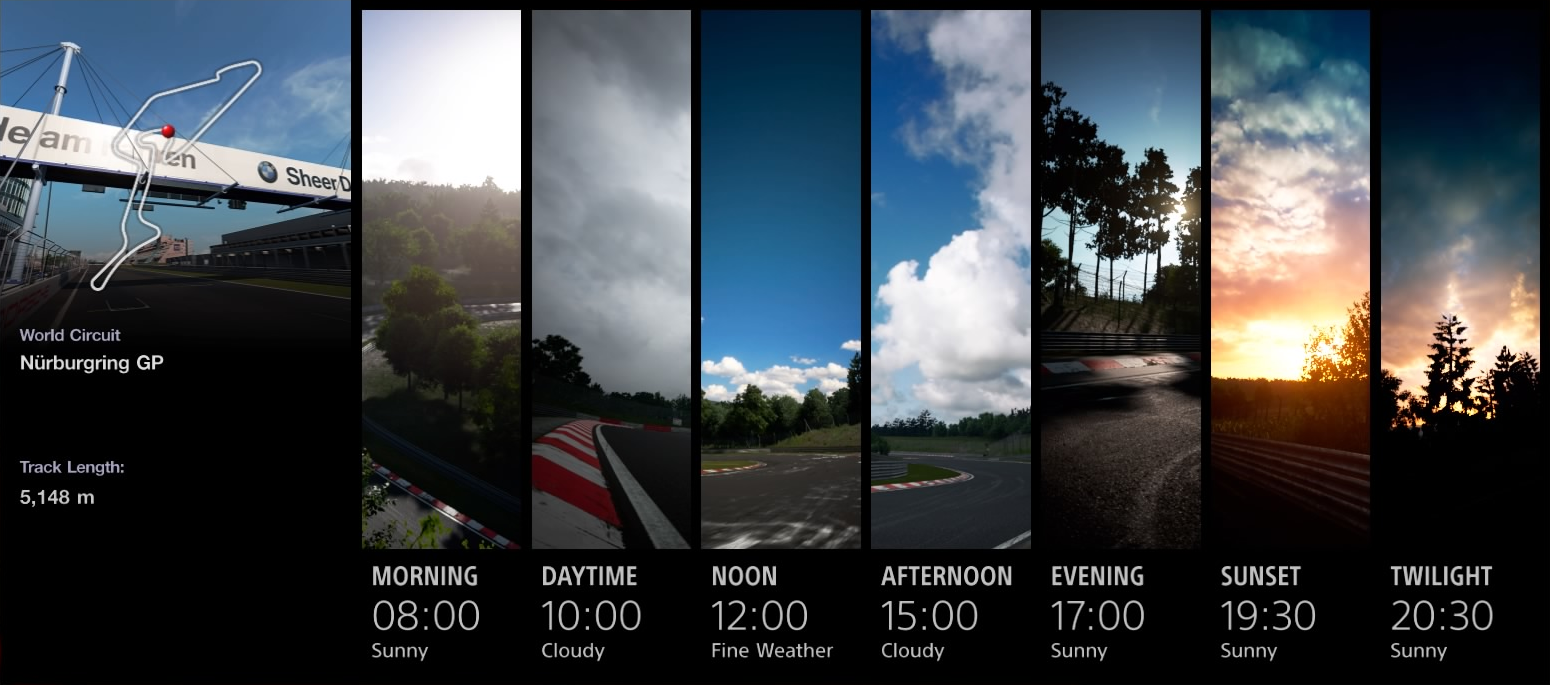 Sheer D
World Circuit
Nürburgring GP
Track Length:
5,148 m
MORNING
08:00
Sunny
DAYTIME
10:00
Cloudy
NOON
12:00
Fine Weather
AFTERNOON
15:00
Cloudy
EVENING
17:00
Sunny
SUNSET
19:30
Sunny
TWILIGHT
20:30
Sunny